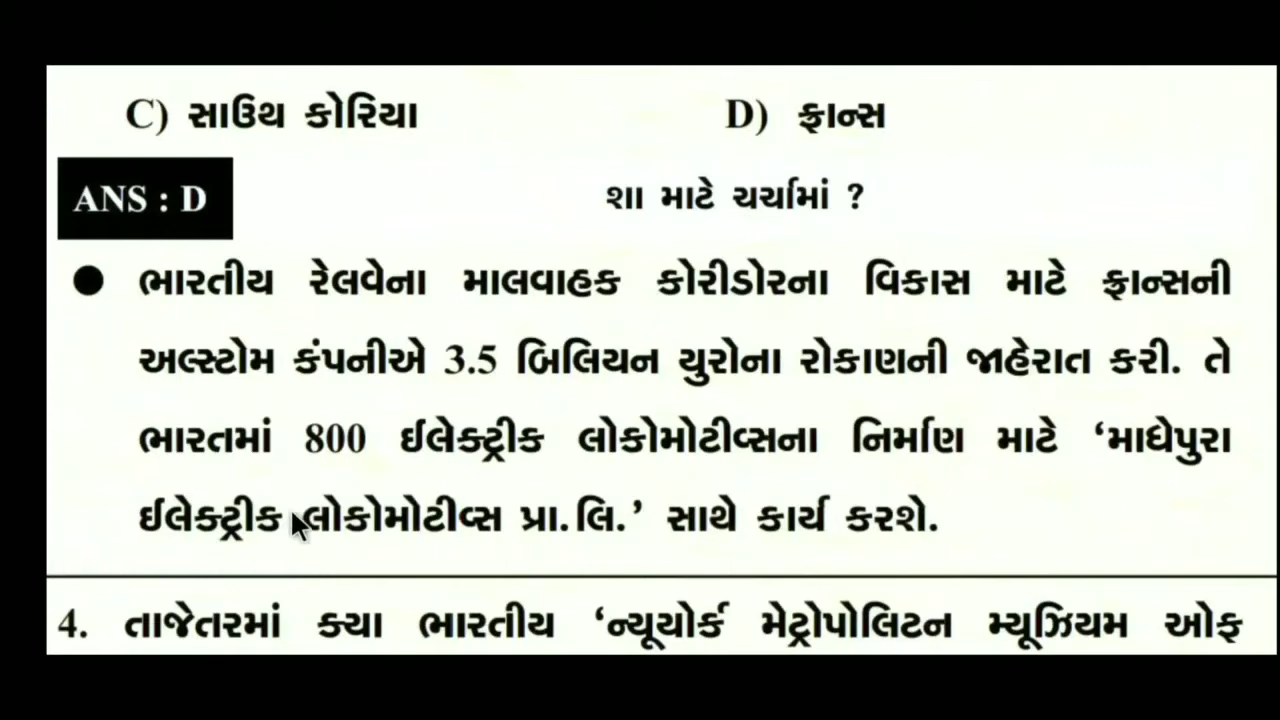 C) સાઉથ કોરિયા D) ફ્રાન્સ
ANS : D શા માટે ચર્ચામાં ?
● ભારતીય રેલવેના માલવાહક કોરીડોરના વિકાસ માટે ફ્રાન્સની
અલ્સ્ટોમ કંપનીએ 3.5 બિલિયન યુરોના રોકાણની જાહેરાત કરી. તે
ભારતમાં 800 ઈલેક્ટ્રીક લોકોમોટીવ્સના નિર્માણ માટે ‘માધેપુરા
ઈલેક્ટ્રીક લોકોમોટીવ્સ પ્રા.લિ.’ સાથે કાર્ય કરશે.
4. તાજેતરમાં ક્યા ભારતીય ‘ન્યૂયોર્ક મેટ્રોપોલિટન મ્યૂઝિયમ ઓફ